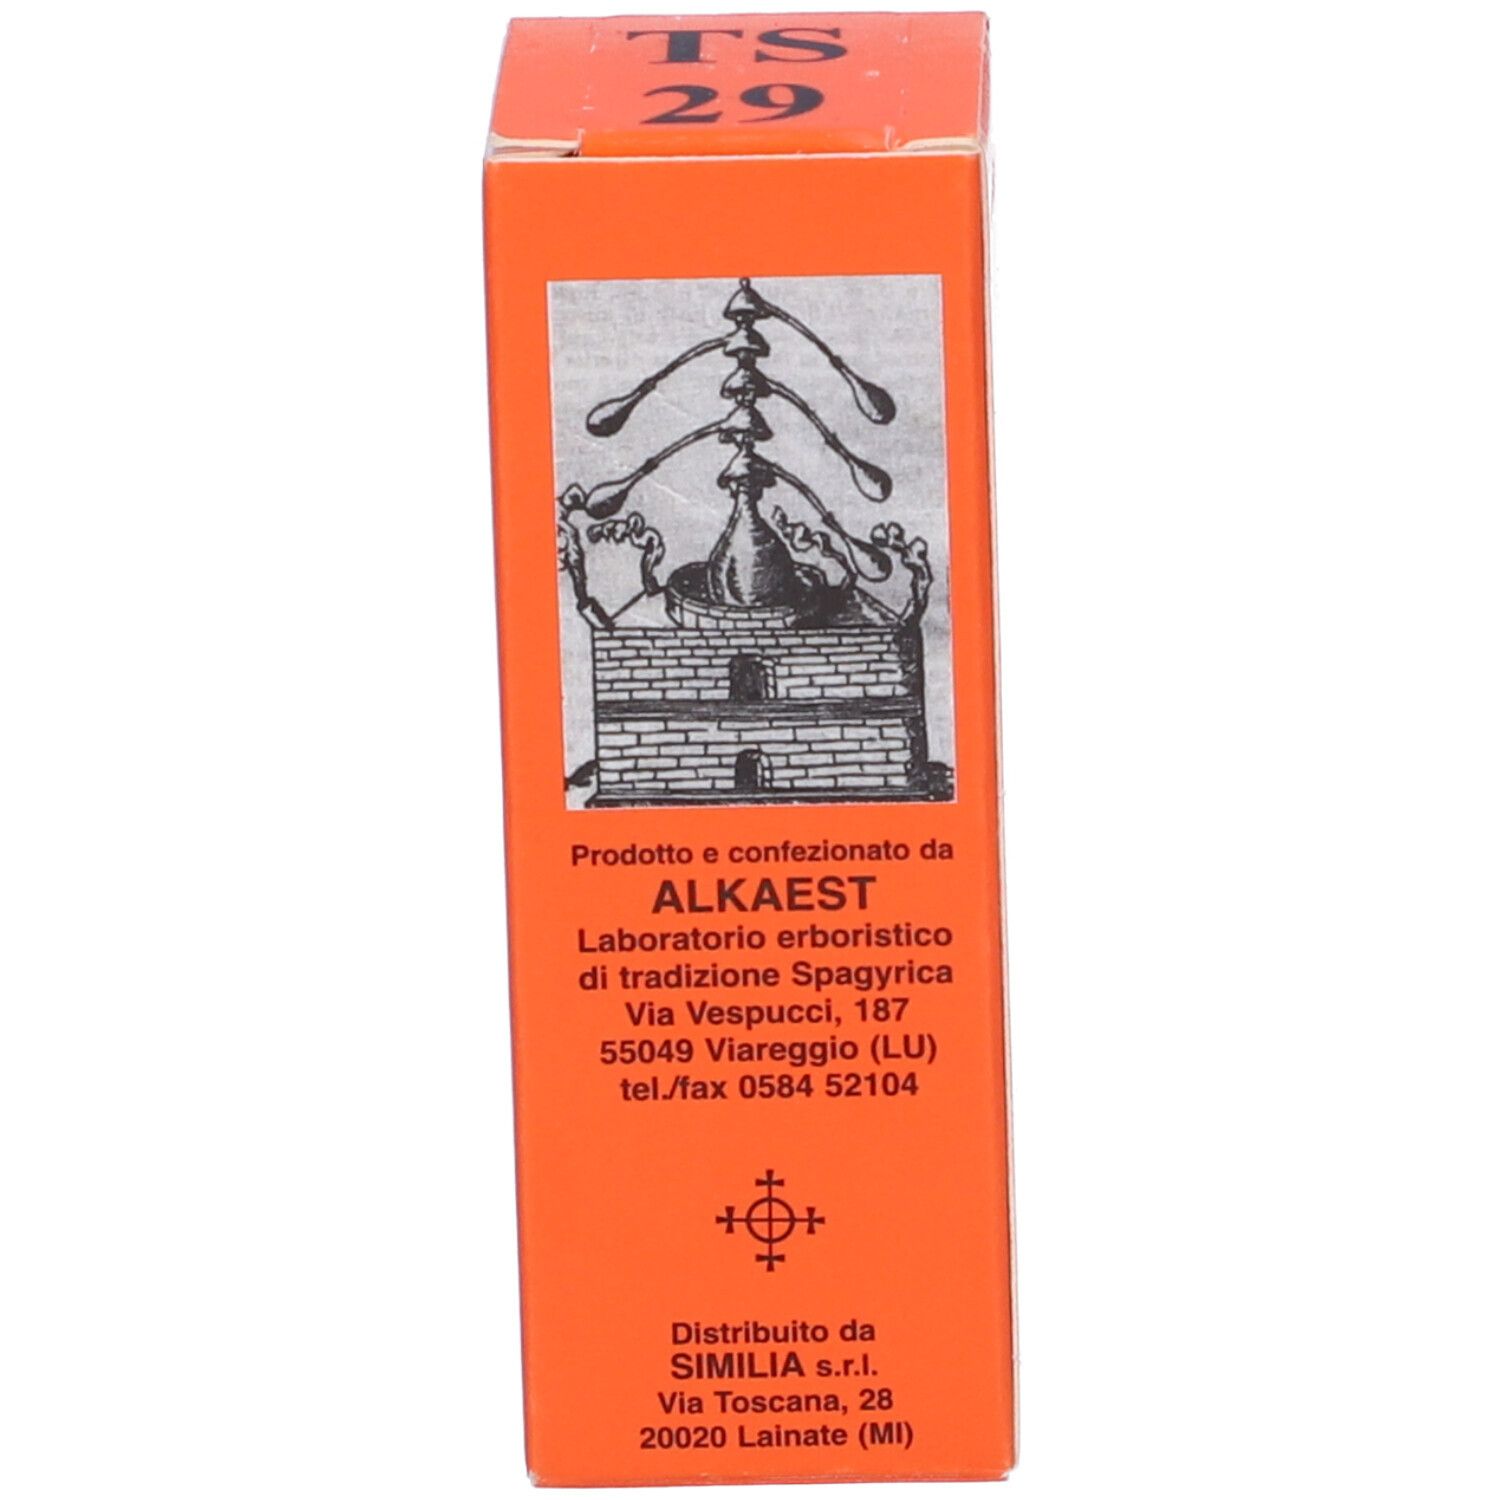 TS
29
Prodotto e confezionato da
ALKAEST
Laboratorio erboristico
di tradizione Spagyrica
Via Vespucci, 187
55049 Viareggio (LU)
tel./fax 0584 52104
Distribuito da
SIMILIA s.r.l.
Via Toscana, 28
20020 Lainate (MI)